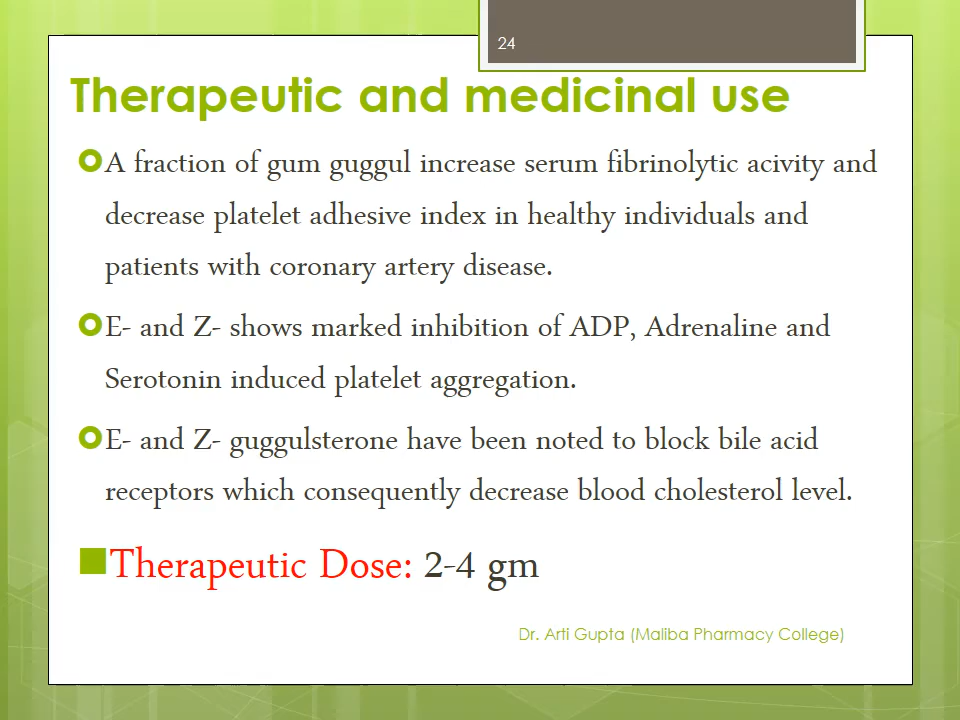 24
Therapeutic and medicinal use
A fraction of gum guggul increase serum fibrinolytic acivity and
decrease platelet adhesive index in healthy individuals and
patients with coronary artery disease.
E- and Z- shows marked inhibition of ADP, Adrenaline and
Serotonin induced platelet aggregation.
E- and Z- guggulsterone have been noted to block bile acid
receptors which consequently decrease blood cholesterol level.
Therapeutic Dose: 2-4 gm
Dr. Arti Gupta (Maliba Pharmacy College)